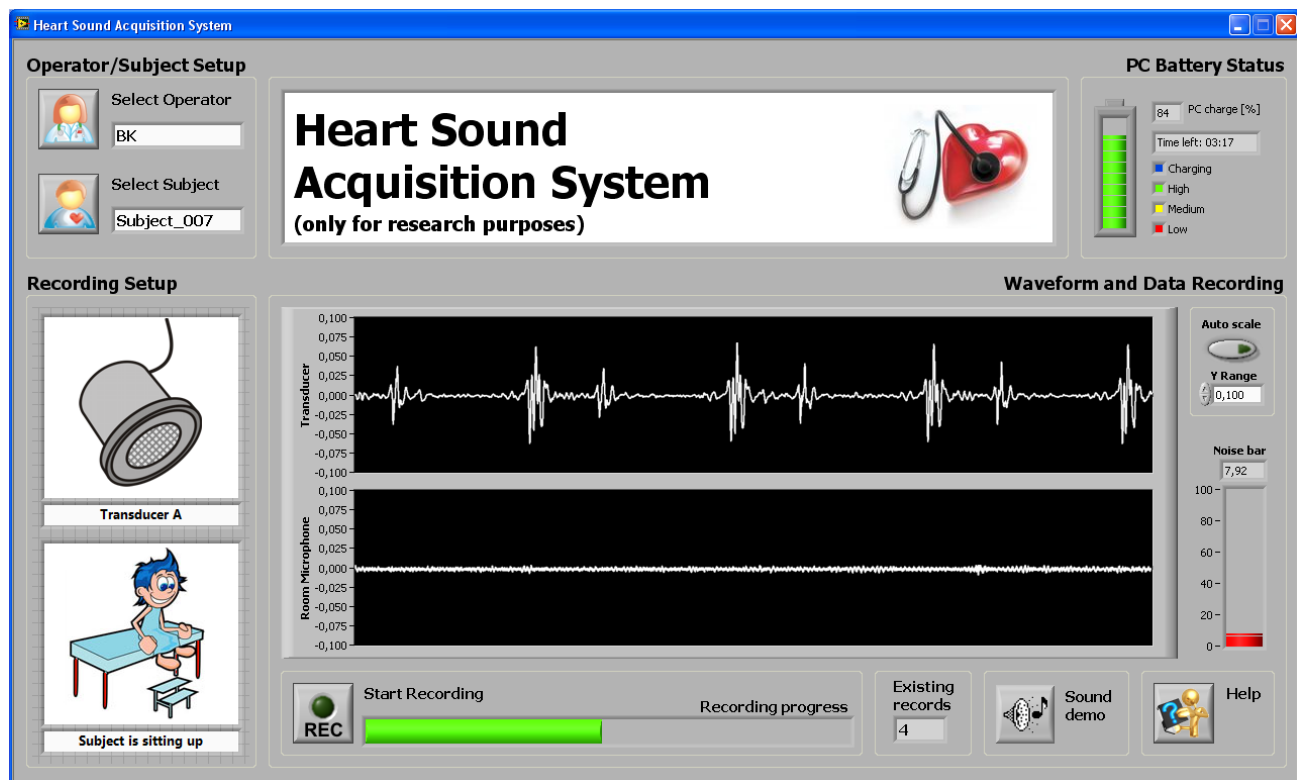 Heart Sound Acquisition System
Operator/Subject Setup
Select Operator
BK
Select Subject
Subject_007
Heart Sound
Acquisition System
(only for research purposes)
PC Battery Status
84 PC charge [%]
Time left: 03:17
Charging
High
Medium
Low
Recording Setup
Transducer A
Subject is sitting up
Waveform and Data Recording
Transducer
0,100
0,075
0,050
0,025
0,000
-0,025
-0,050
-0,075
-0,100
Room Microphone
0,100
0,075
0,050
0,025
0,000
-0,025
-0,050
-0,075
-0,100
Auto scale
Y Range
0,100
Noise bar
7,92
100
80
60
40
20
0
REC
Start Recording
Recording progress
Existing
records
4
Sound
demo
Help